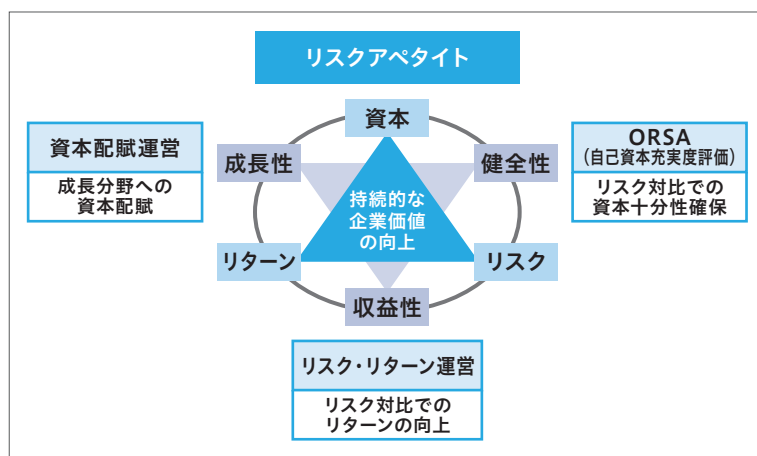 リスクアペタイト
資本
資本配賦運営
成長分野への
資本配賦
成長性
健全性
ORSA
(自己資本充実度評価)
リスク対比での
資本十分性確保
持続的な
企業価値
の向上
リターン
リスク
収益性
リスク・リターン運営
リスク対比での
リターンの向上